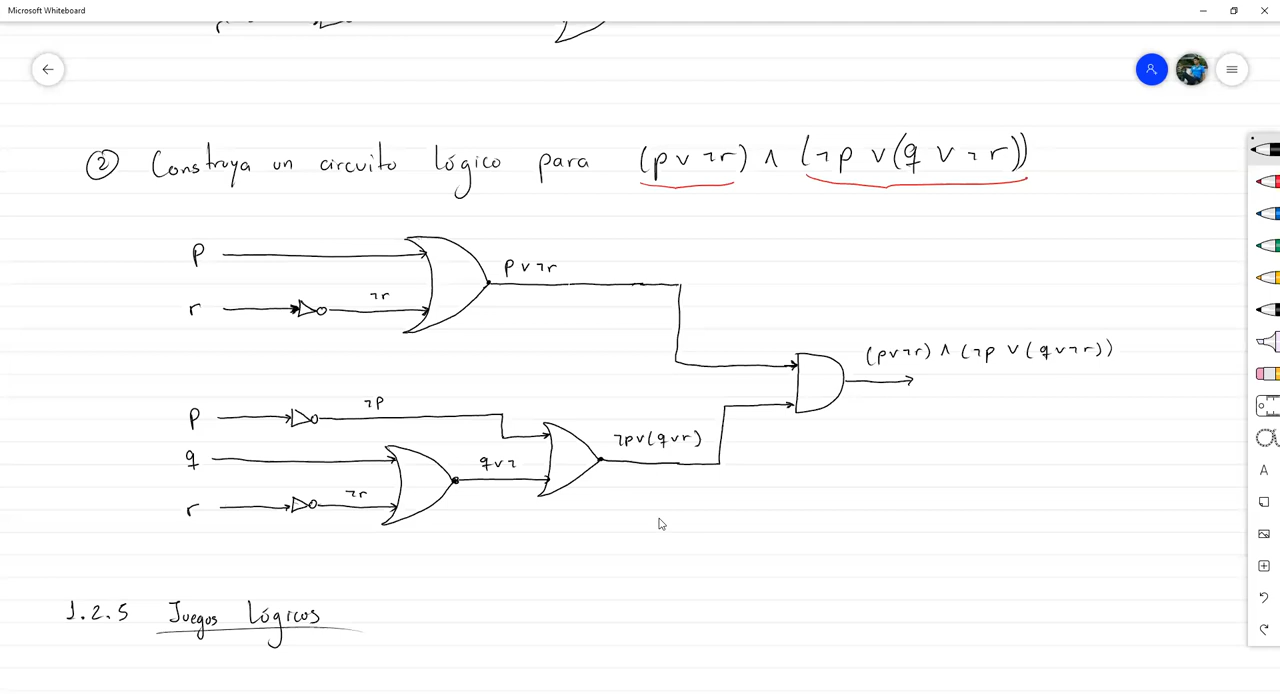 Microsoft Whiteboard
② Construya un circuito lógico para (p ∨ ¬r) ∧ (¬p ∨ (q ∨ ¬r))
p
p ∨ ¬r
r
¬r
(p∨¬r) ∧ (¬p ∨ (q∨¬r))
p
¬p
q
q∨¬
¬p∨(q∨r)
r
¬r
1.2.5 Juegos Lógicos
A